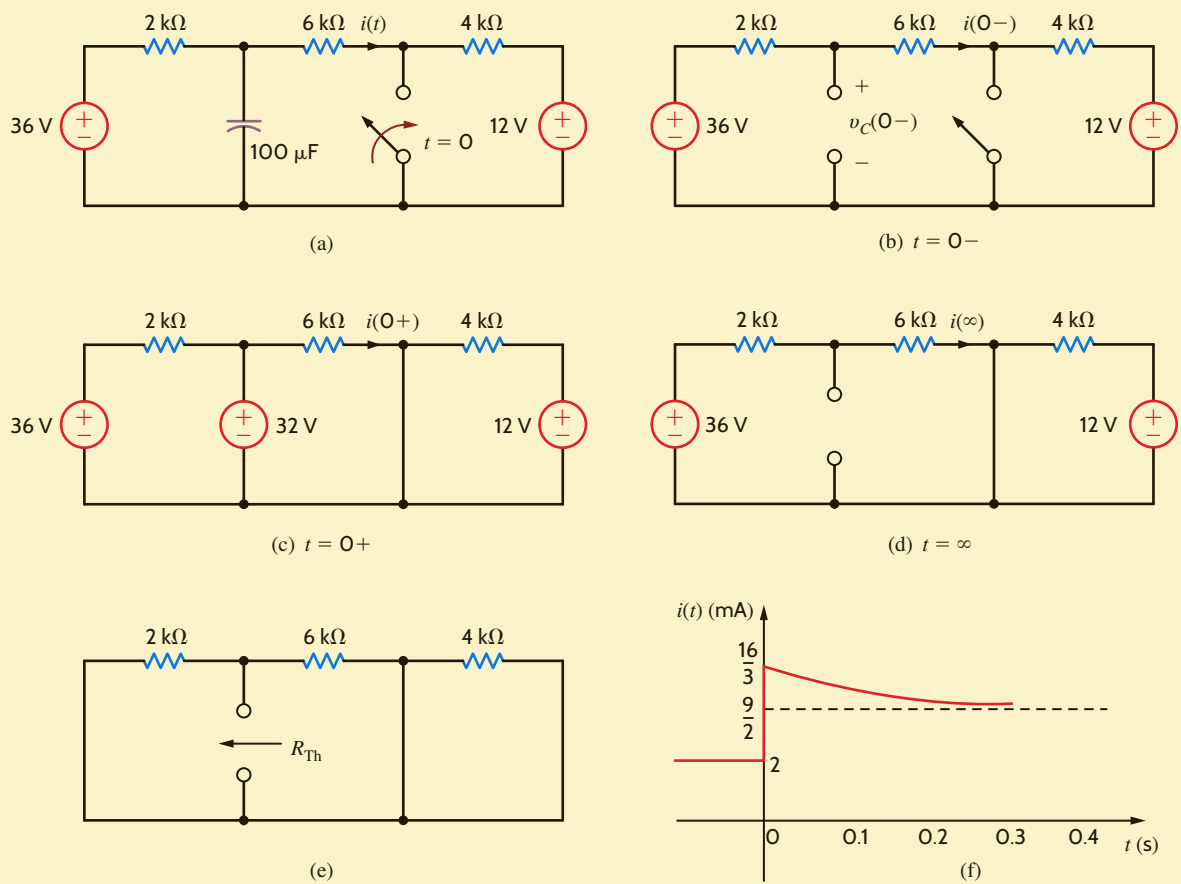 2 kΩ 6 kΩ i(t) 4 kΩ
36 V + − 100 μF t = 0 12 V + −
(a)
2 kΩ 6 kΩ i(0−) 4 kΩ
+ − 36 V + vC(0−) − 12 V + −
(b) t = 0−
2 kΩ 6 kΩ i(0+) 4 kΩ
36 V + − + − 32 V 12 V + −
(c) t = 0+
2 kΩ 6 kΩ i(∞) 4 kΩ
+ − 36 V 12 V + −
(d) t = ∞
2 kΩ 6 kΩ 4 kΩ
RTh
(e)
i(t) (mA)
16
3
9
2
2
0 0.1 0.2 0.3 0.4 t (s)
(f)